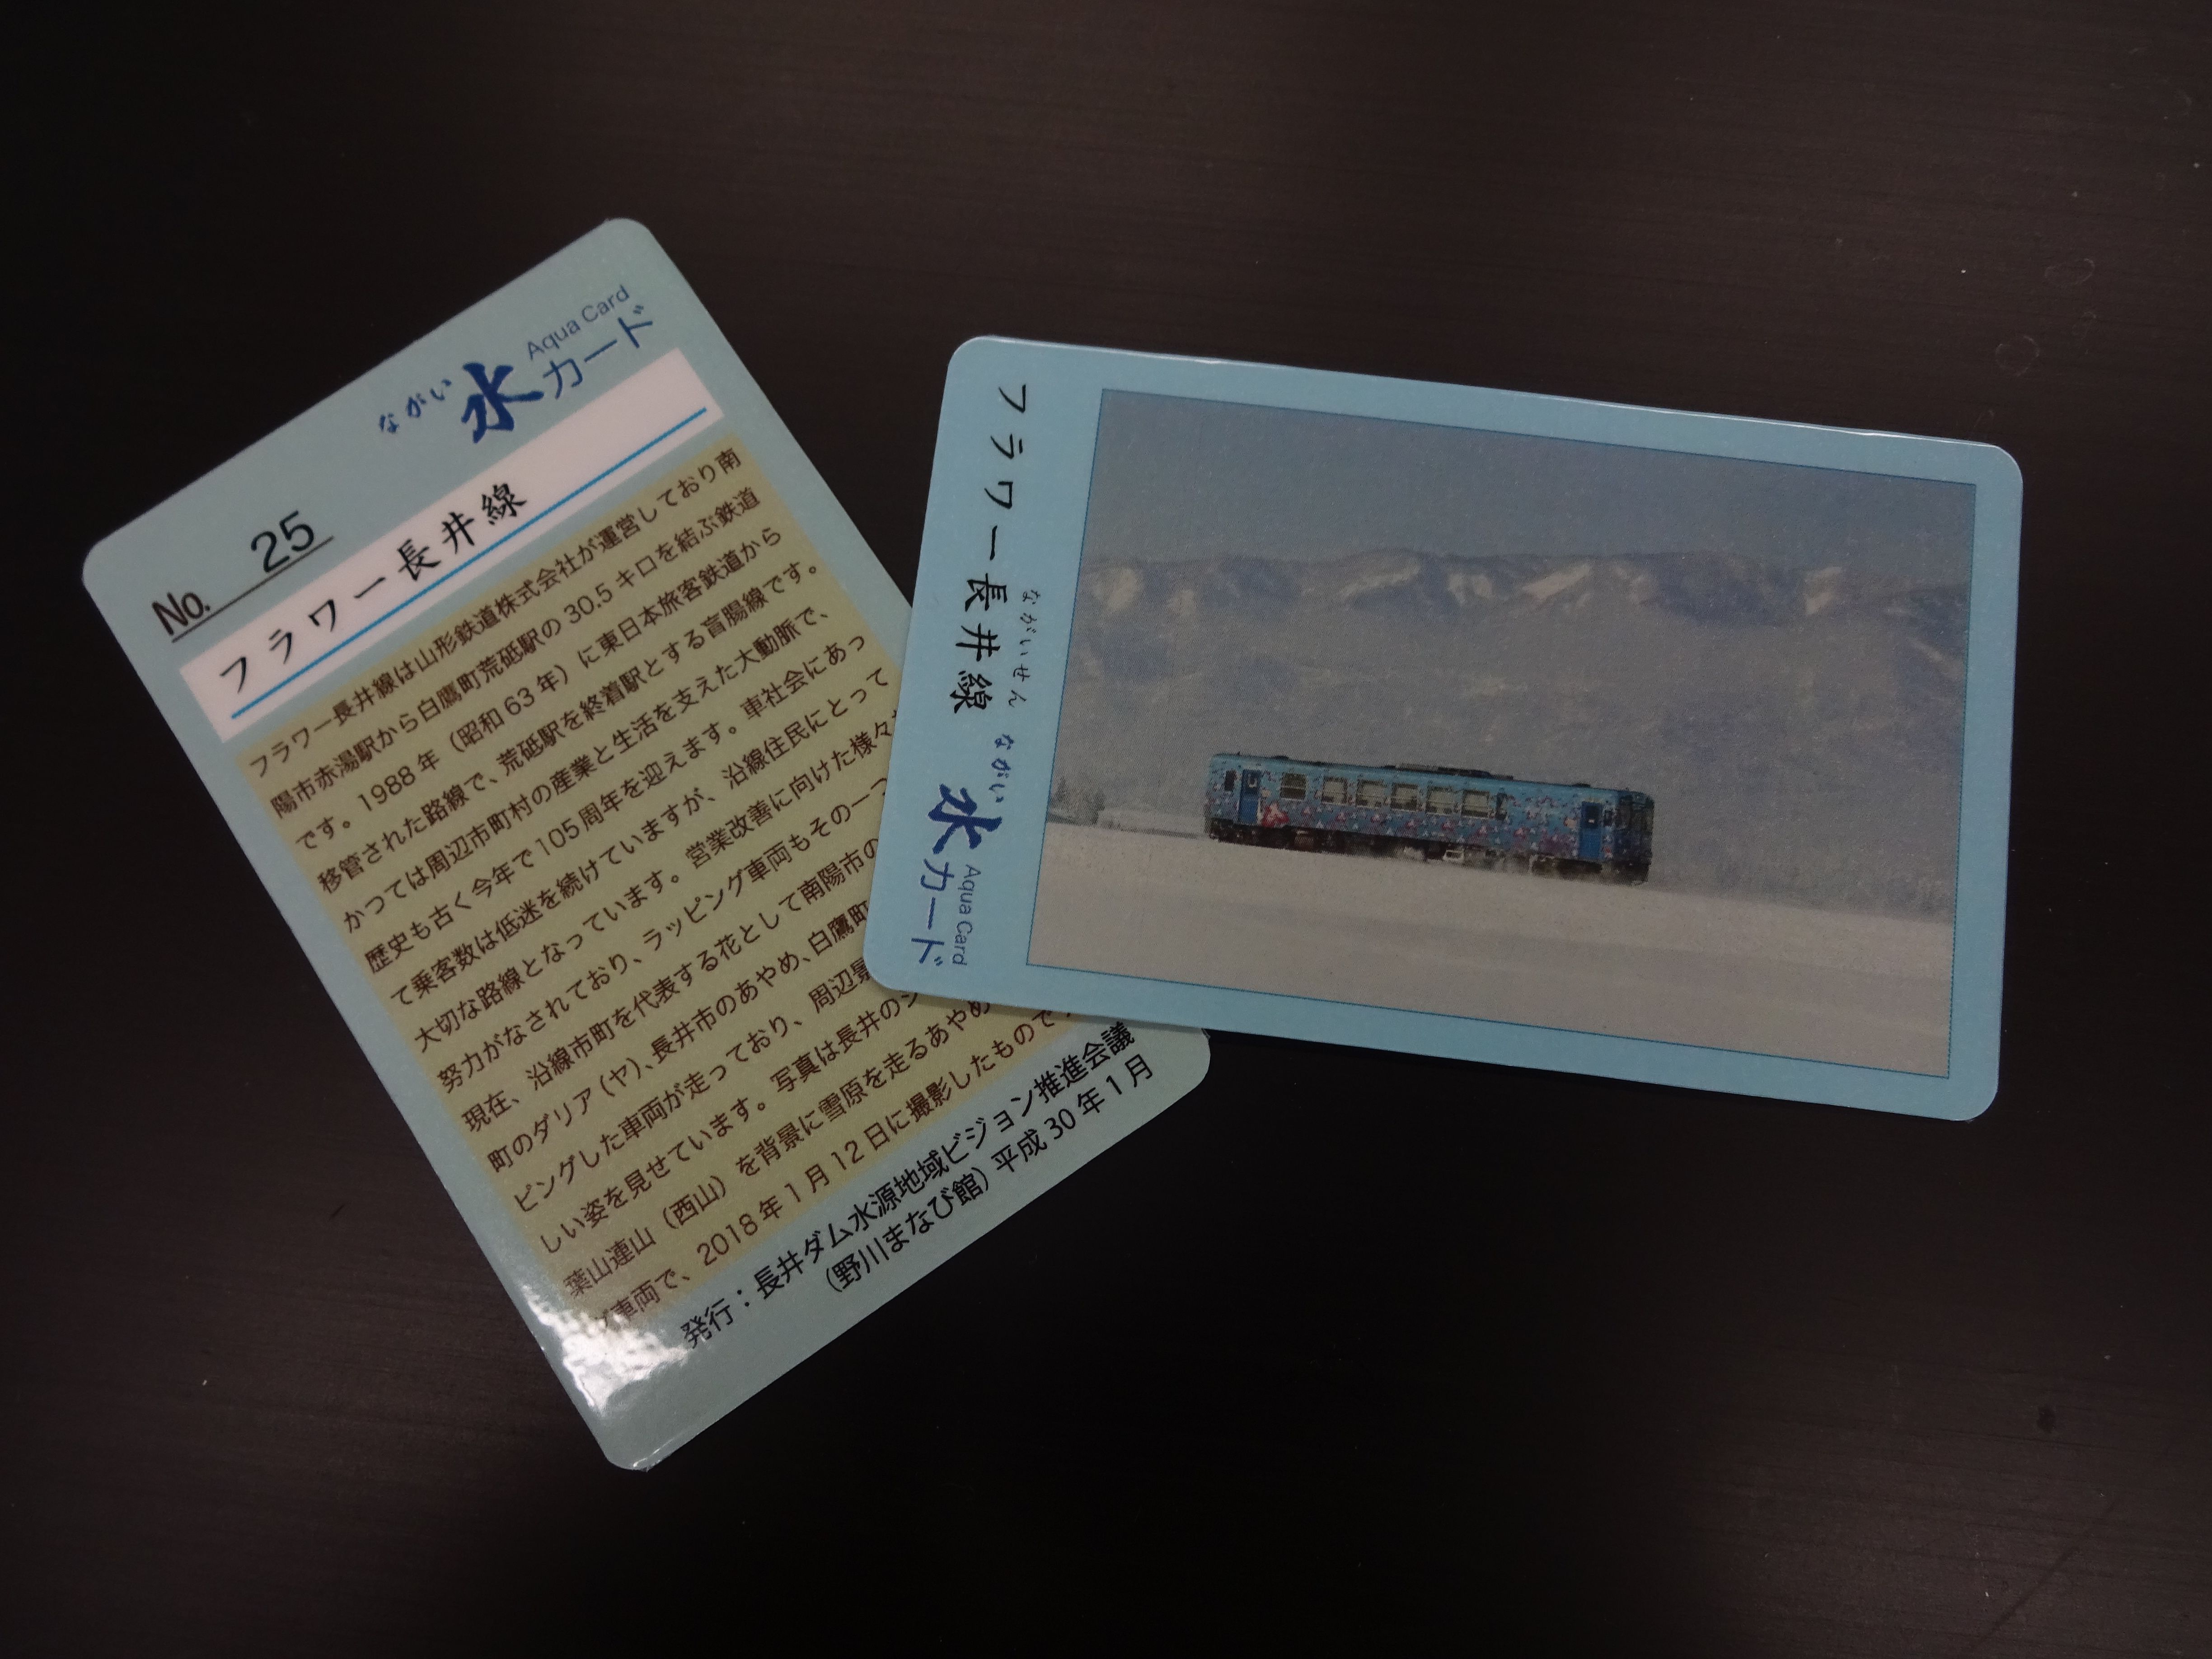 No. 25
ながい水カード
Aqua Card
フラワー長井線
フラワー長井線は山形鉄道株式会社が運営しており南
陽市赤湯駅から白鷹町荒砥駅の30.5キロを結ぶ鉄道
です。1988年（昭和63年）に東日本旅客鉄道から
移管された路線で、荒砥駅を終着駅とする盲腸線です。
かつては周辺市町村の産業と生活を支えた大動脈で、
歴史も古く今年で105周年を迎えます。車社会にあっ
て乗客数は低迷を続けていますが、沿線住民にとって
大切な路線となっています。営業改善に向けた様々
努力がなされており、ラッピング車両もその一つ
現在、沿線市町を代表する花として南陽市の
町のダリア(ヤ)、長井市のあやめ、白鷹町
ピングした車両が走っており、周辺景
しい姿を見せています。写真は長井のシ
葉山連山（西山）を背景に雪原を走るあやめ
グ車両で、2018年1月12日に撮影したもので
発行：長井ダム水源地域ビジョン推進会議
（野川まなび館）平成30年1月
フラワー長井線
ながいせん
ながい水カード
Aqua Card